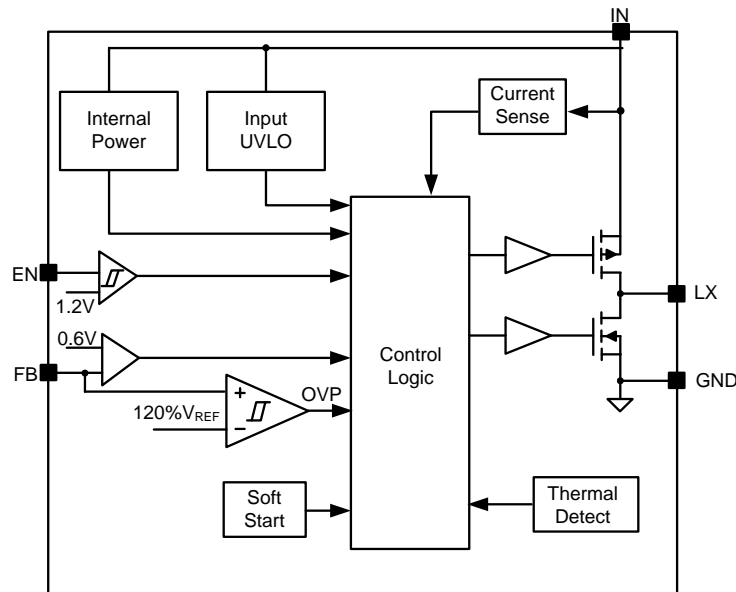 IN
Internal
Power
Input
UVLO
Current
Sense
EN
1.2V
LX
0.6V
FB
Control
Logic
GND
+
OVP
120%VREF
−
Soft
Start
Thermal
Detect